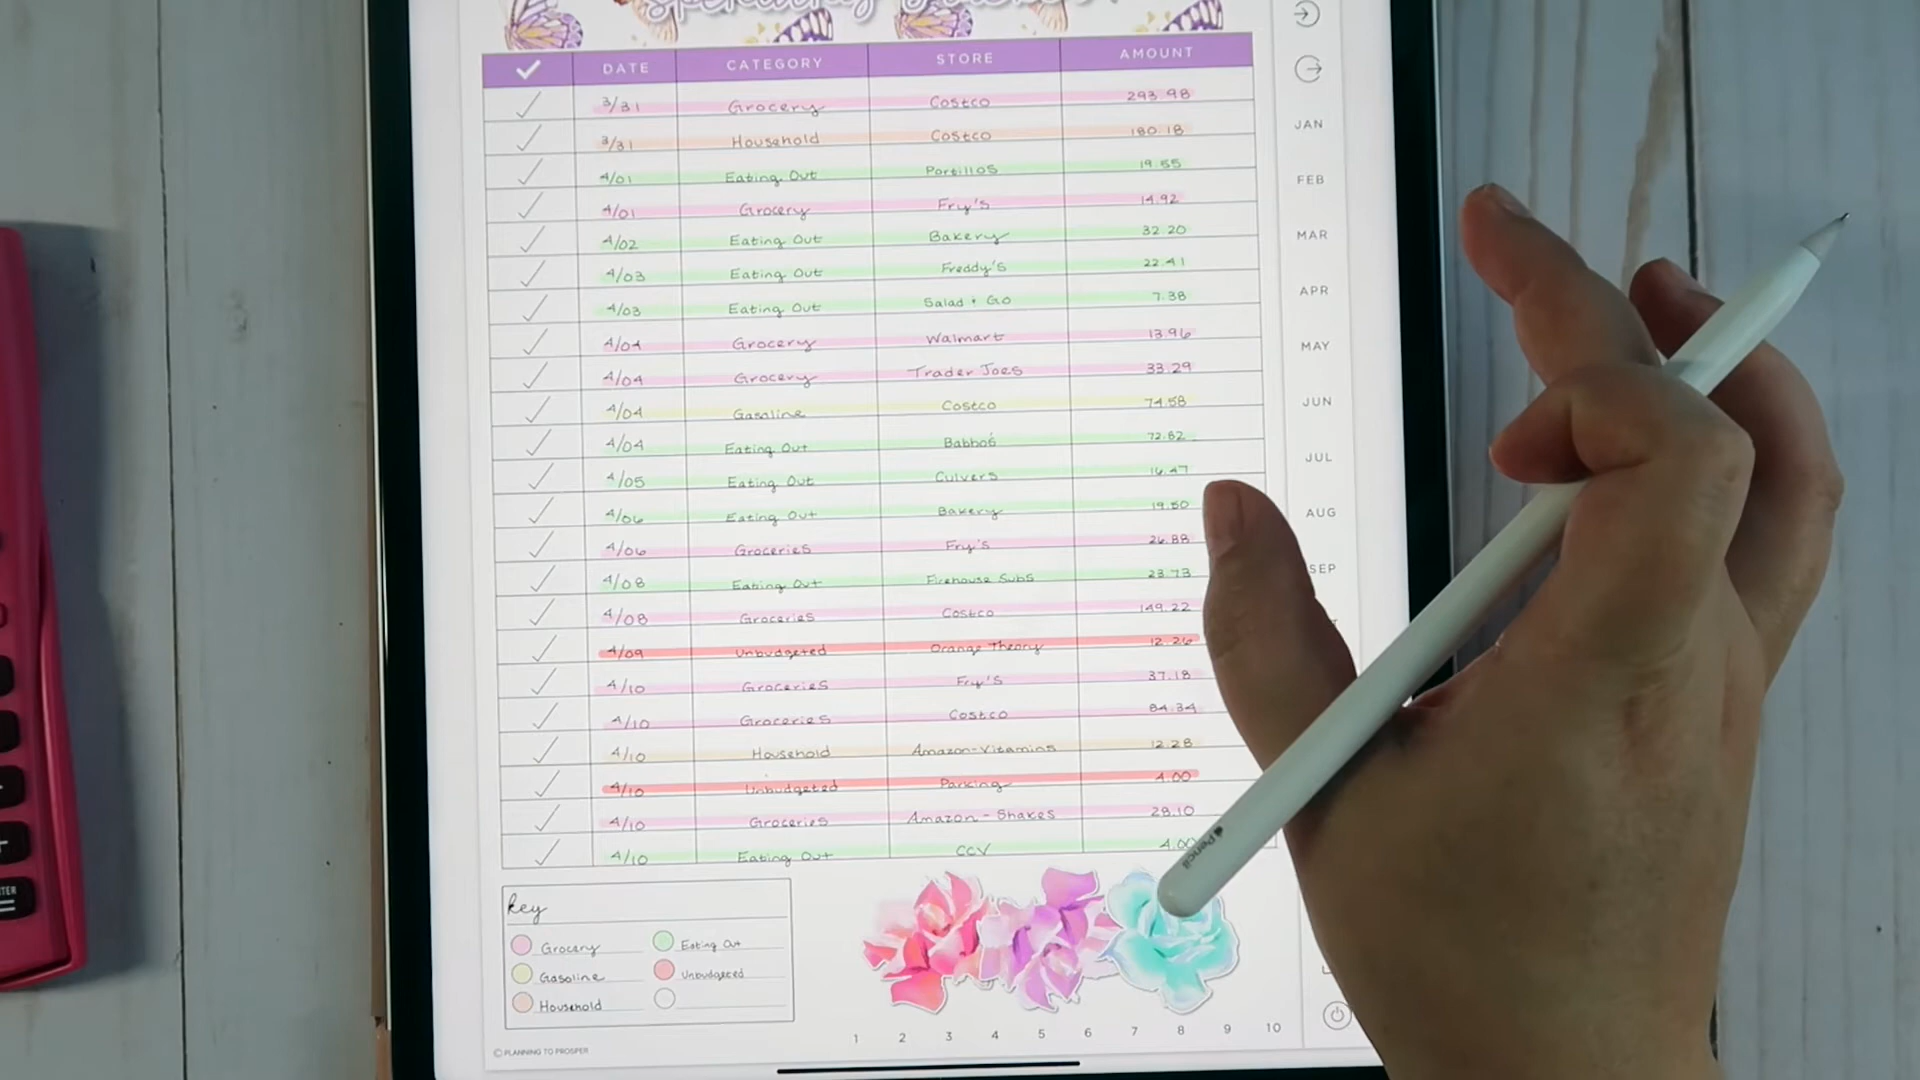 DATE CATEGORY STORE AMOUNT
3/31 Grocery Costco 293.98
3/31 Household Costco 180.18
4/01 Eating Out Portillos 19.55
4/01 Grocery Fry's 14.92
4/02 Eating Out Bakery 32.20
4/03 Eating Out Freddy's 22.41
4/03 Eating Out Salad + Go 7.38
4/04 Grocery Walmart 13.96
4/04 Grocery Trader Joes 33.29
4/04 Gasoline Costco 74.58
4/04 Eating Out Babbo's
4/05 Eating Out Culvers 16.47
4/06 Eating Out Bakery 19.50
4/06 Groceries Fry's 26.88
4/08 Eating Out Firehouse Subs 23.73
4/08 Groceries Costco 149.22
4/09 Unbudgeted Orange Theory 12.26
4/10 Groceries Fry's 37.18
4/10 Groceries Costco 84.34
4/10 Household Amazon-Vitamins 12.28
4/10 Unbudgeted Parking 4.00
4/10 Groceries Amazon - Shakes 28.10
4/10 Eating Out CCV 4.00
key
Grocery Eating Out
Gasoline Unbudgeted
Household
1 2 3 4 5 6 7 8 9 10
© PLANNING TO PROSPER
JAN
FEB
MAR
APR
MAY
JUN
JUL
AUG
SEP
Pencil